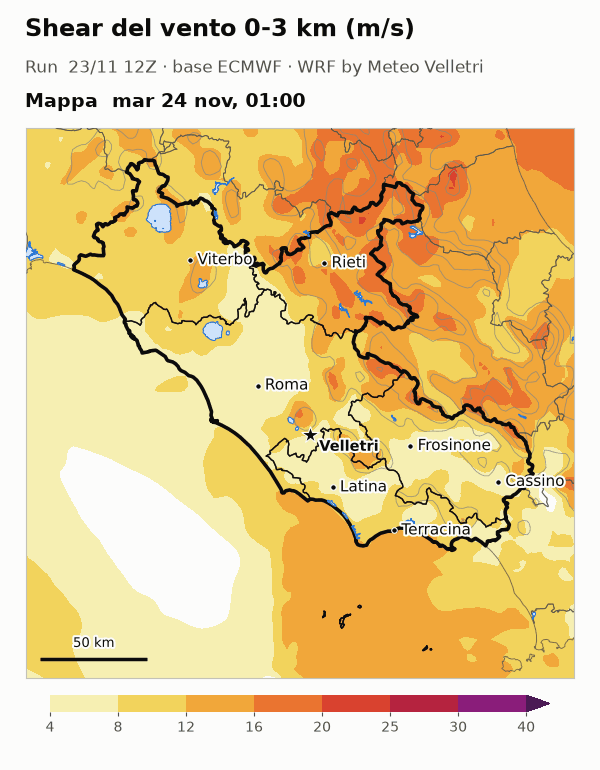 Shear del vento 0-3 km (m/s)
Run  23/11 12Z · base ECMWF · WRF by Meteo Velletri
Mappa  mar 24 nov, 01:00
Viterbo
Rieti
Roma
Velletri
Frosinone
Latina
Cassino
Terracina
50 km
4 8 12 16 20 25 30 40